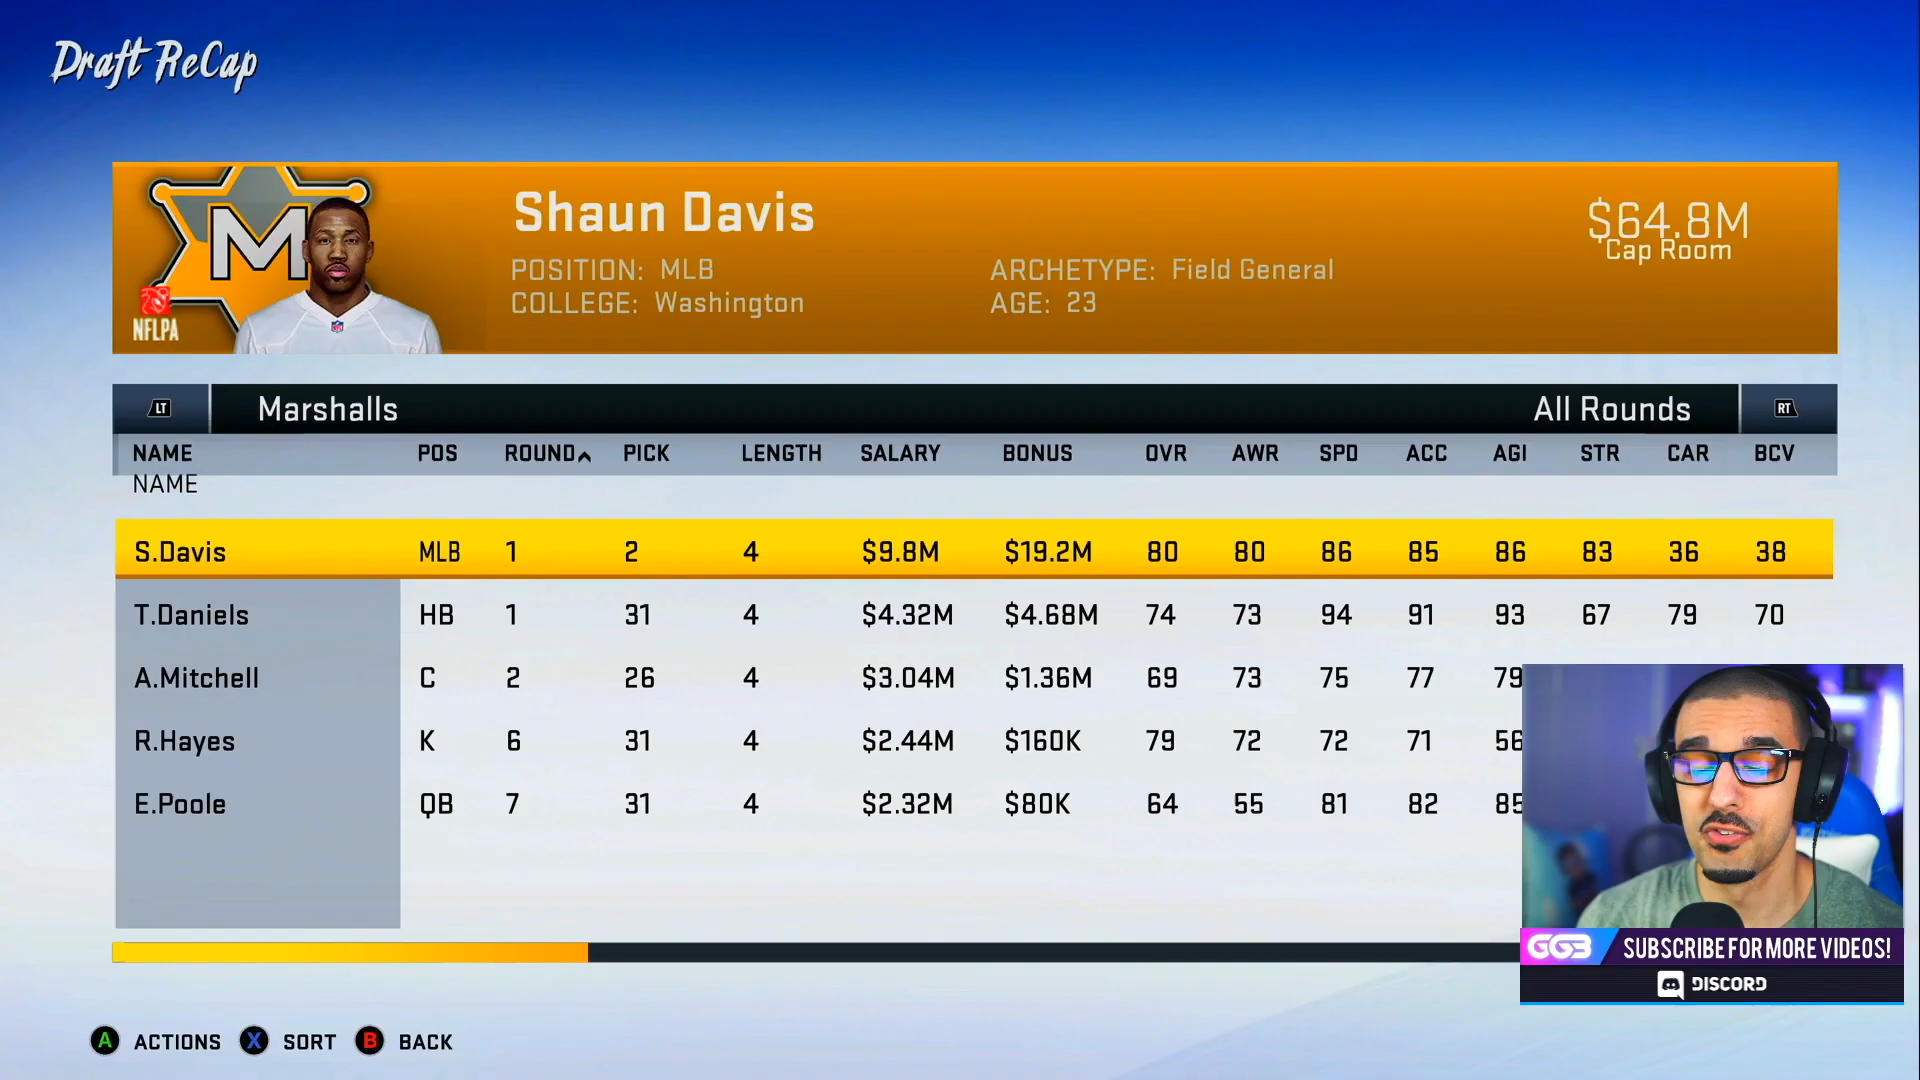 Draft ReCap
M
NFLPA
Shaun Davis
POSITION: MLB
COLLEGE: Washington
ARCHETYPE: Field General
AGE: 23
$64.8M
Cap Room
LT Marshalls All Rounds RT
NAME POS ROUND PICK LENGTH SALARY BONUS OVR AWR SPD ACC AGI STR CAR BCV
NAME
S.Davis MLB 1 2 4 $9.8M $19.2M 80 80 86 85 86 83 36 38
T.Daniels HB 1 31 4 $4.32M $4.68M 74 73 94 91 93 67 79 70
A.Mitchell C 2 26 4 $3.04M $1.36M 69 73 75 77 79
R.Hayes K 6 31 4 $2.44M $160K 79 72 72 71 56
E.Poole QB 7 31 4 $2.32M $80K 64 55 81 82 85
GGB SUBSCRIBE FOR MORE VIDEOS!
DISCORD
A ACTIONS X SORT B BACK